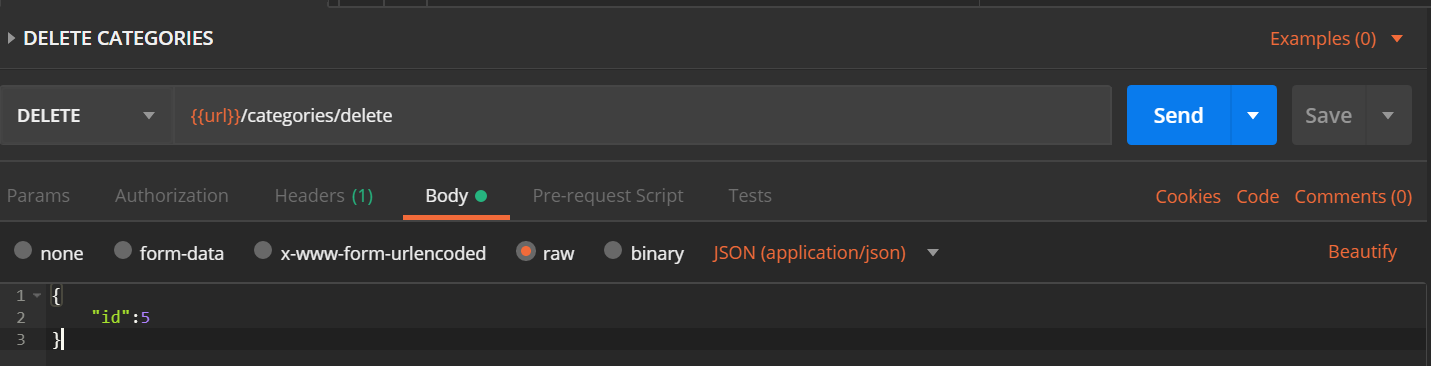 DELETE CATEGORIES
Examples (0)
DELETE
{{url}}/categories/delete
Send
Save
Params
Authorization
Headers (1)
Body
Pre-request Script
Tests
Cookies
Code
Comments (0)
none
form-data
x-www-form-urlencoded
raw
binary
JSON (application/json)
Beautify
1 {
2 "id":5
3 }